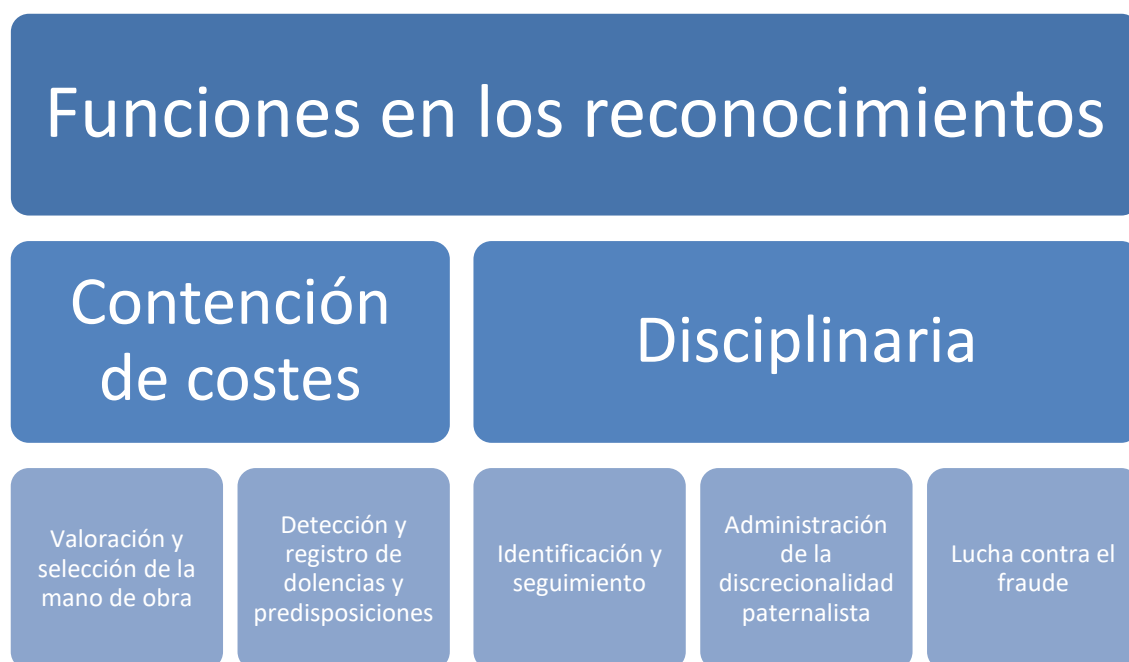 Funciones en los reconocimientos
Contención
de costes
Disciplinaria
Valoración y
selección de la
mano de obra
Detección y
registro de
dolencias y
predisposiciones
Identificación y
seguimiento
Administración
de la
discrecionalidad
paternalista
Lucha contra el
fraude